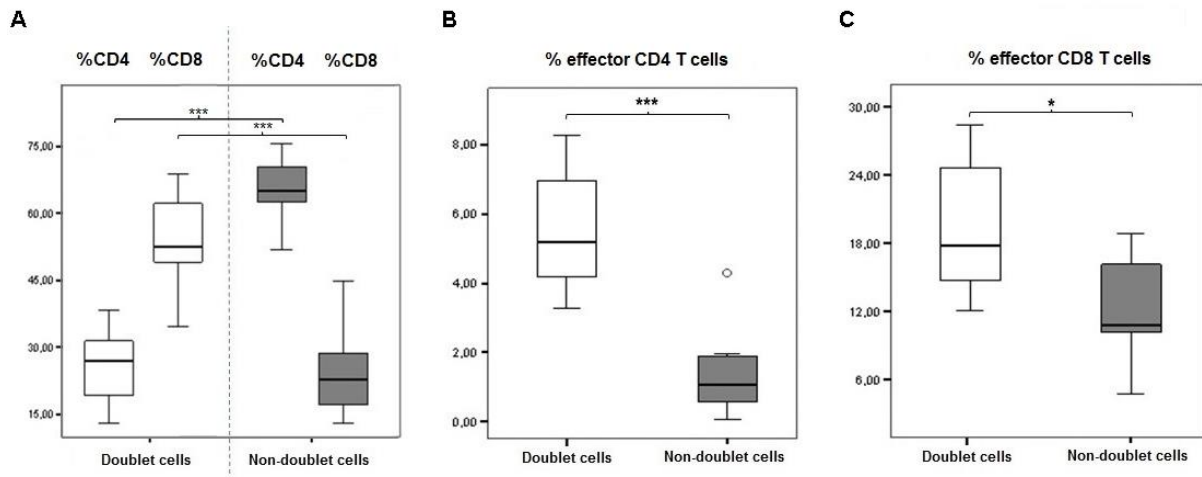 A
%CD4 %CD8 %CD4 %CD8
***
***
75,00
60,00
45,00
30,00
15,00
Doublet cells Non-doublet cells
B
% effector CD4 T cells
***
8,00
6,00
4,00
2,00
0,00
Doublet cells Non-doublet cells
C
% effector CD8 T cells
*
30,00
24,00
18,00
12,00
6,00
Doublet cells Non-doublet cells